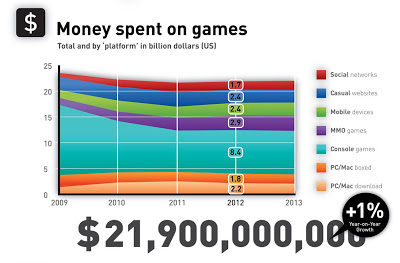 $
Money spent on games
Total and by 'platform' in billion dollars (US)
25
20
15
10
5
0
1.7
2.4
2.4
2.9
8.4
1.8
2.2
Social networks
Casual websites
Mobile devices
MMO games
Console games
PC/Mac boxed
PC/Mac download
2009 2010 2011 2012 2013
+1%
Year-on-Year
Growth
$21,900,000,000